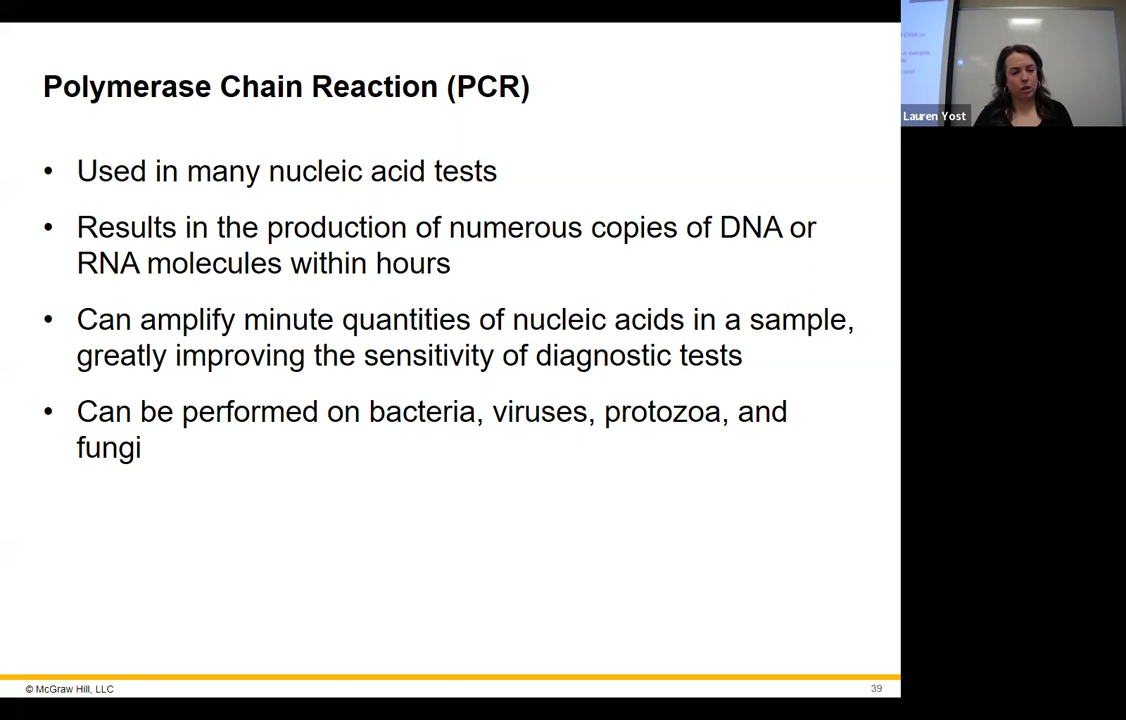 Polymerase Chain Reaction (PCR)
• Used in many nucleic acid tests
• Results in the production of numerous copies of DNA or
RNA molecules within hours
• Can amplify minute quantities of nucleic acids in a sample,
greatly improving the sensitivity of diagnostic tests
• Can be performed on bacteria, viruses, protozoa, and
fungi
© McGraw Hill, LLC
39
Lauren Yost